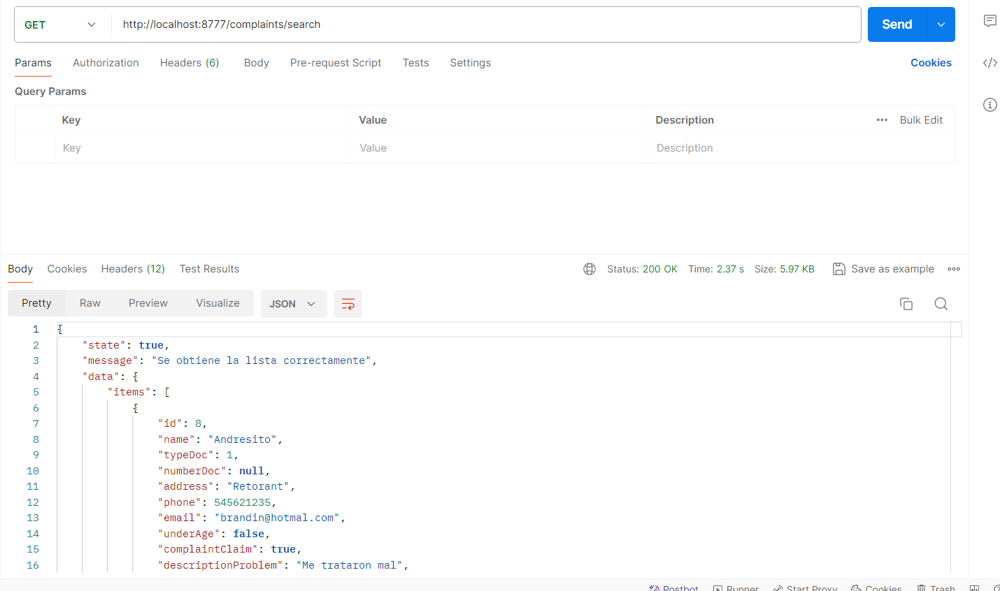 GET http://localhost:8777/complaints/search Send
Params Authorization Headers (6) Body Pre-request Script Tests Settings Cookies
Query Params
Key Value Description Bulk Edit
Key Value Description
Body Cookies Headers (12) Test Results Status: 200 OK Time: 2.37 s Size: 5.97 KB Save as example
Pretty Raw Preview Visualize JSON
1 {
2 "state": true,
3 "message": "Se obtiene la lista correctamente",
4 "data": {
5 "items": [
6 {
7 "id": 8,
8 "name": "Andresito",
9 "typeDoc": 1,
10 "numberDoc": null,
11 "address": "Retorant",
12 "phone": 545621235,
13 "email": "brandin@hotmal.com",
14 "underAge": false,
15 "complaintClaim": true,
16 "descriptionProblem": "Me trataron mal",
Postbot Runner Start Proxy Cookies Trash